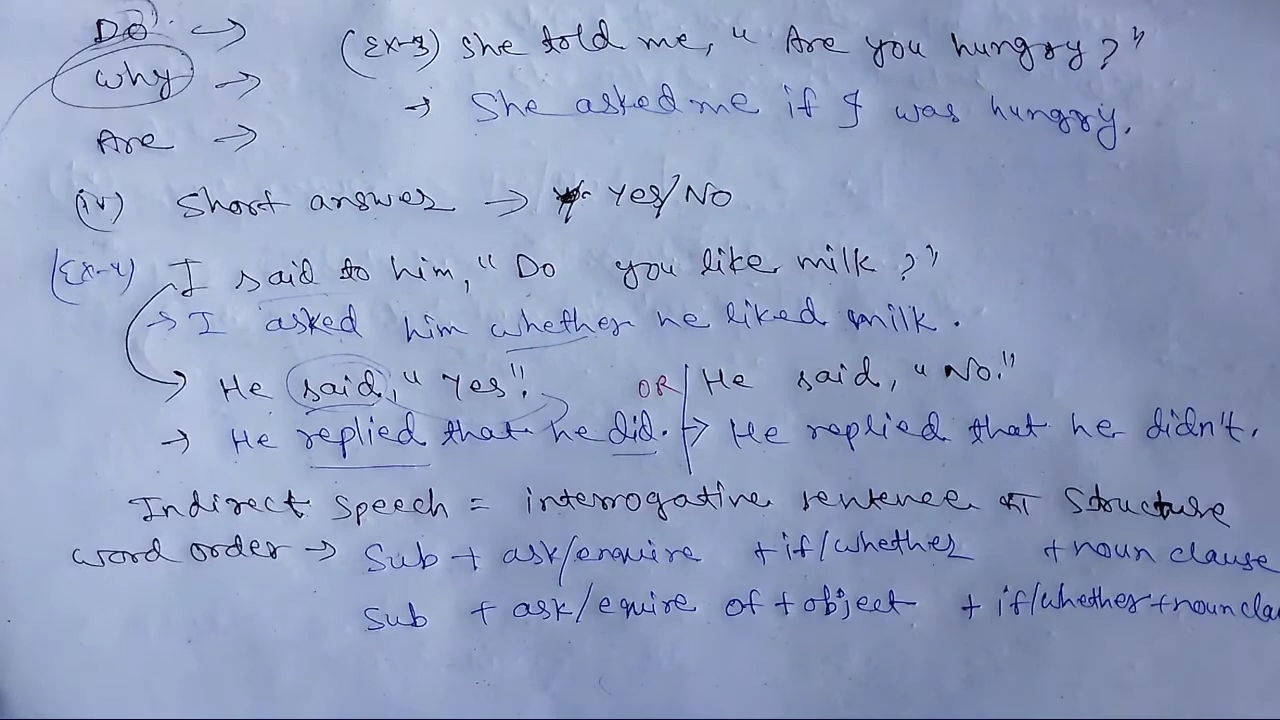 Do →
(Ex-3) She told me, " Are you hungry?"
Why →
→ She asked me if I was hungry.
Are →
(iv) Short answer → Yes/No
(Ex-4) I said to him, " Do you like milk?"
→ I asked him whether he liked milk.
→ He said, " Yes". OR He said, " No."
→ He replied that he did. → He replied that he didn't.
Indirect speech = interrogative sentence का Structure
word order → Sub + ask/enquire + if/whether + noun clause
Sub + ask/equire of + object + if/whether + noun cla